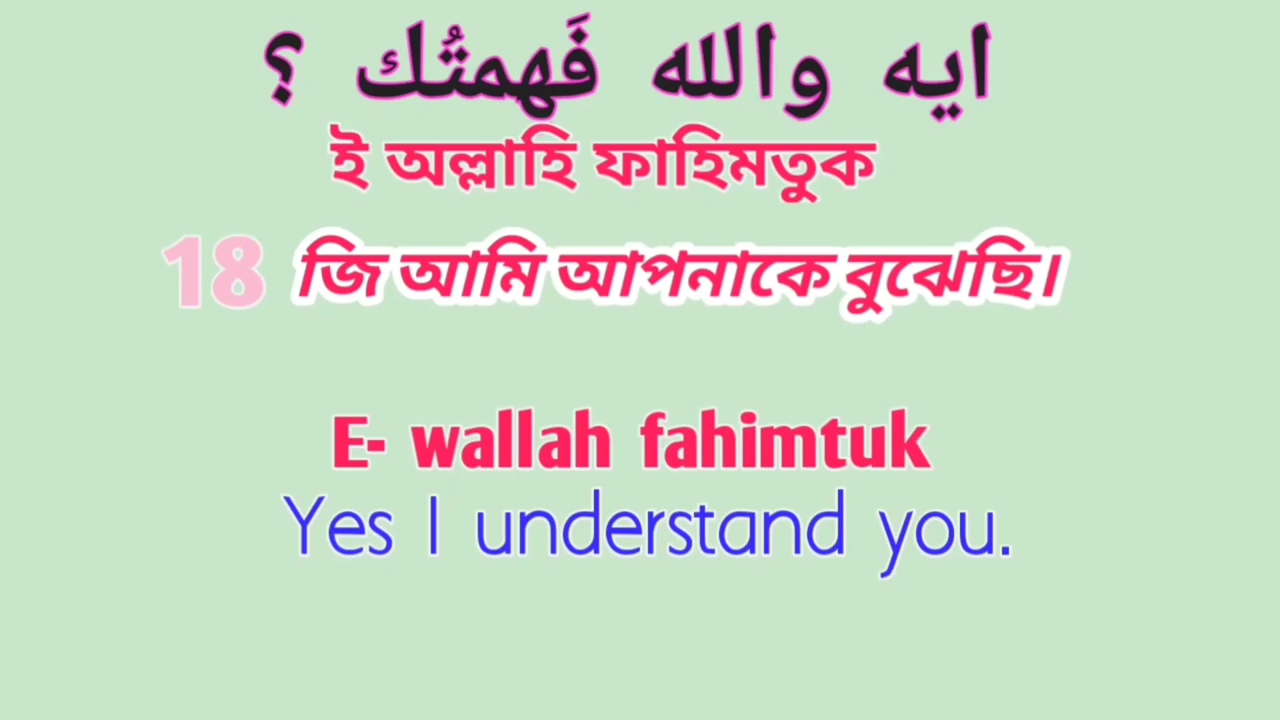 ايه والله فَهمتُك ؟
ই অল্লাহি ফাহিমতুক
18 জি আমি আপনাকে বুঝেছি।
E- wallah fahimtuk
Yes I understand you.